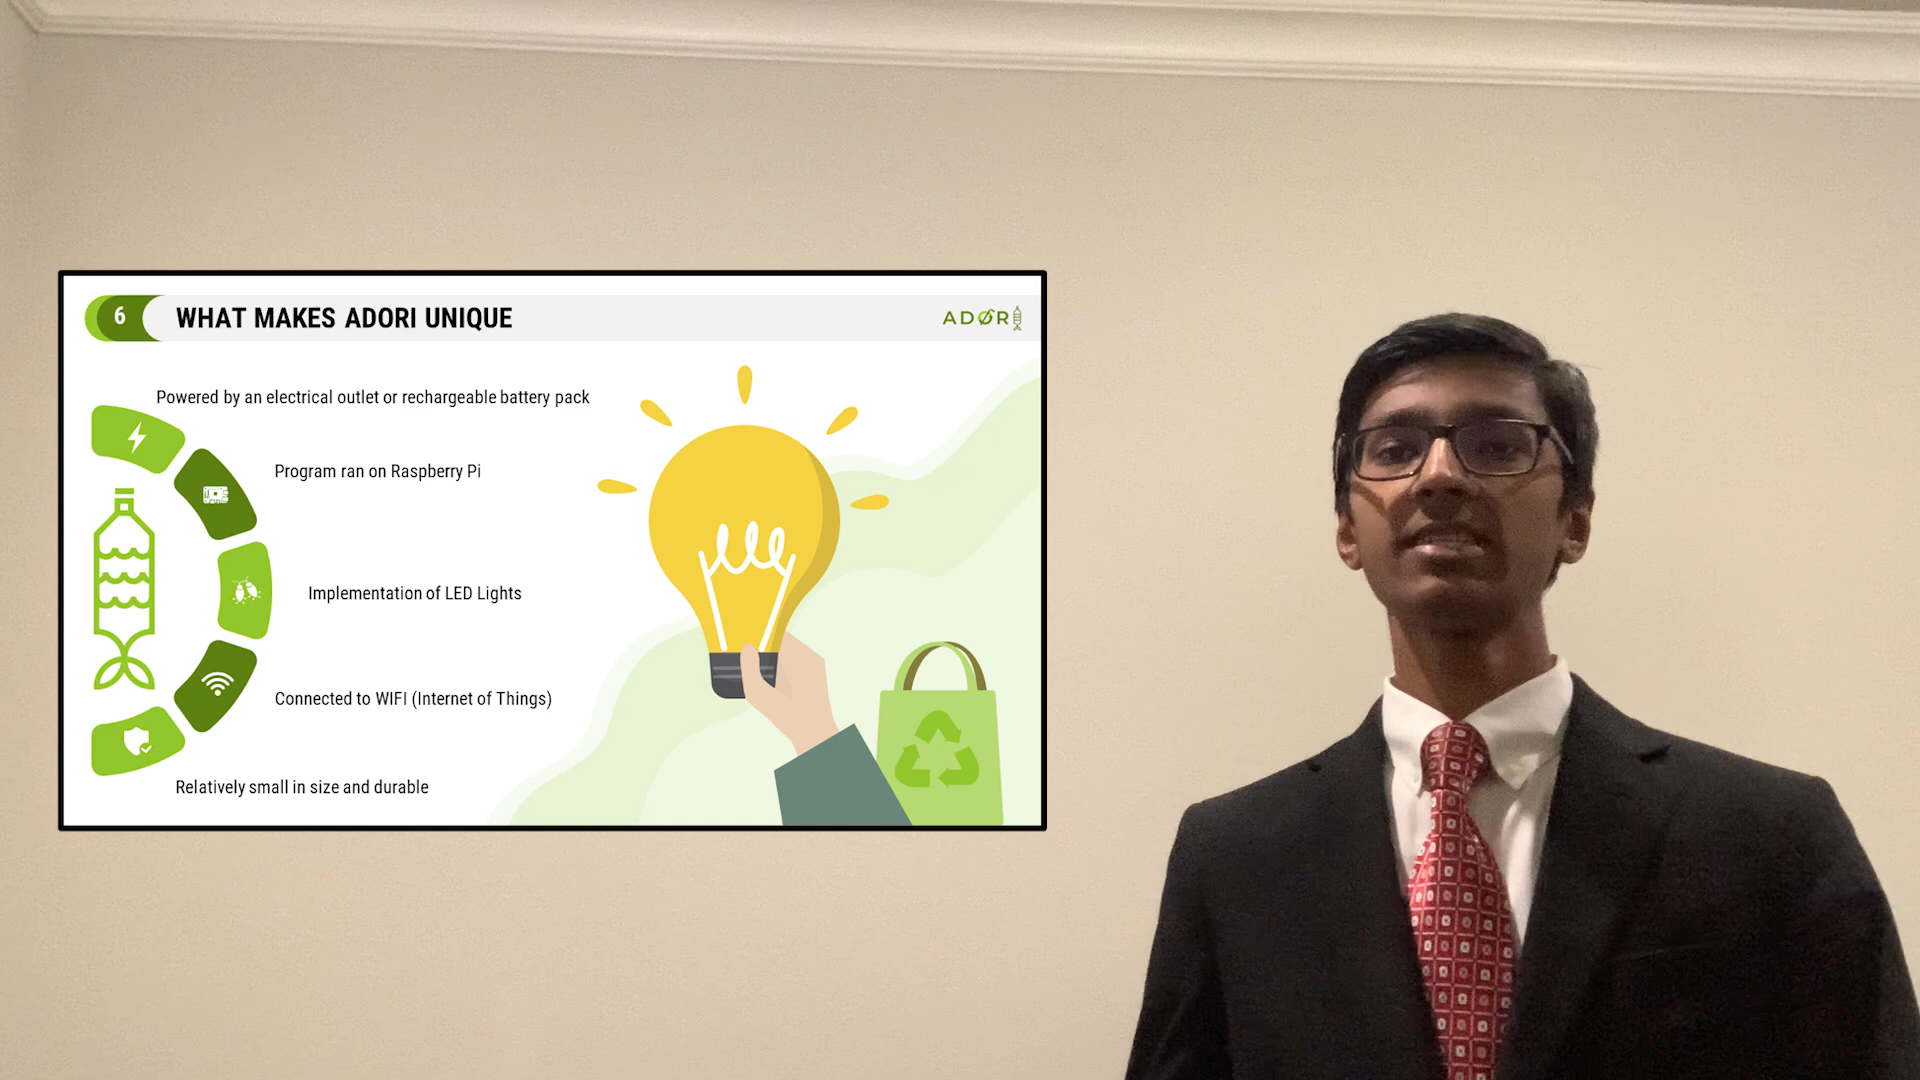 6
WHAT MAKES ADORI UNIQUE
ADORI
Powered by an electrical outlet or rechargeable battery pack
Program ran on Raspberry Pi
Implementation of LED Lights
Connected to WIFI (Internet of Things)
Relatively small in size and durable